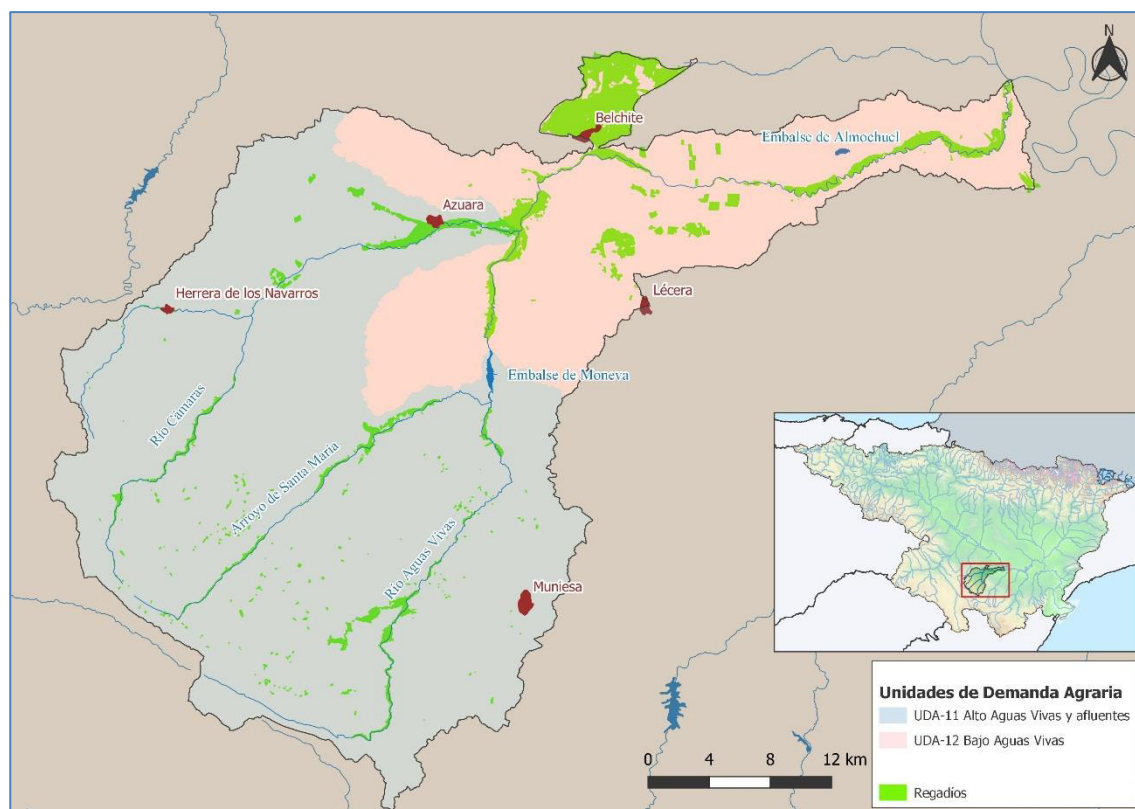 N
Belchite
Embalse de Almochuel
Azuara
Herrera de los Navarros
Lécera
Embalse de Moneva
Río Cámaras
Arroyo de Santa María
Río Aguas Vivas
Muniesa
Unidades de Demanda Agraria
UDA-11 Alto Aguas Vivas y afluentes
UDA-12 Bajo Aguas Vivas
Regadíos
0 4 8 12 km